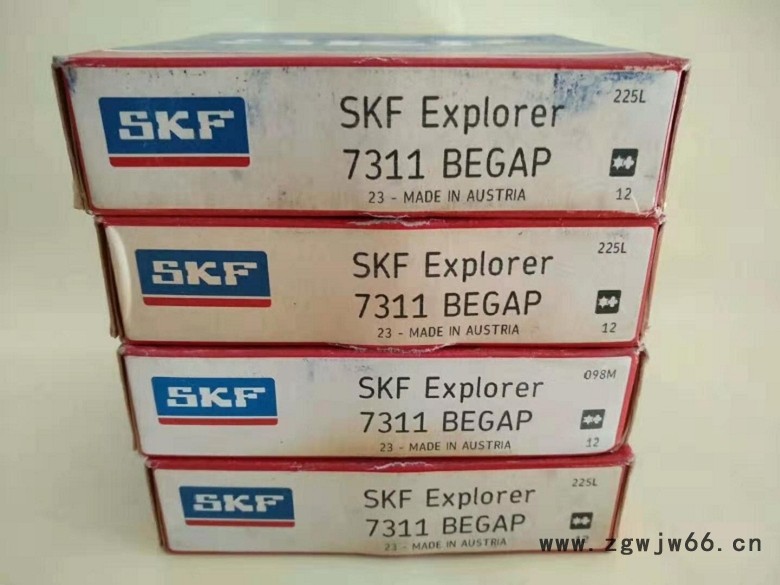 SKF
SKF Explorer
225L
7311 BEGAP
23 - MADE IN AUSTRIA
12
SKF
SKF Explorer
225L
7311 BEGAP
23 - MADE IN AUSTRIA
12
SKF
SKF Explorer
098M
7311 BEGAP
23 - MADE IN AUSTRIA
12
SKF
SKF Explorer
225L
7311 BEGAP
23 - MADE IN AUSTRIA
12
www.zgwjw66.cn